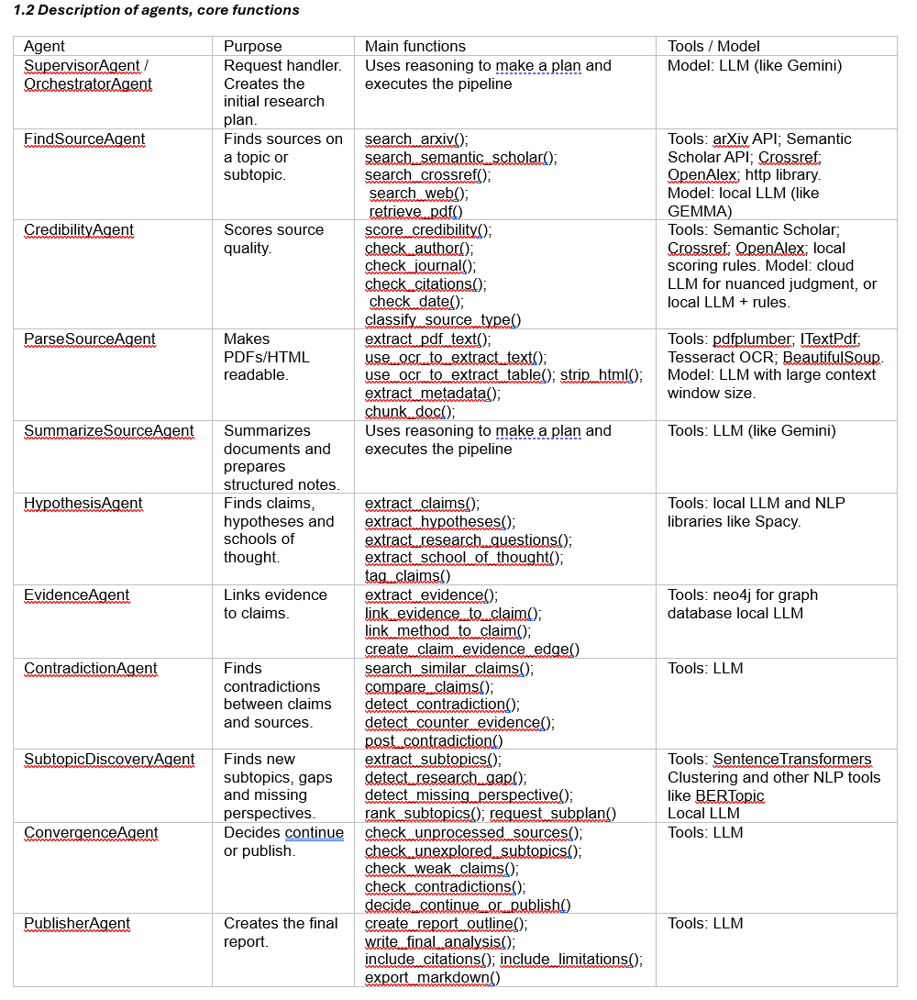 1.2 Description of agents, core functions
Agent Purpose Main functions Tools / Model
SupervisorAgent / Request handler. Uses reasoning to make a plan and Model: LLM (like Gemini)
OrchestratorAgent Creates the executes the pipeline
initial research
plan.
FindSourceAgent Finds sources on search_arxiv(); Tools: arXiv API; Semantic
a topic or search_semantic_scholar(); Scholar API; Crossref;
subtopic. search_crossref(); OpenAlex; http library.
search_web(); Model: local LLM (like
retrieve_pdf() GEMMA)
CredibilityAgent Scores source score_credibility(); Tools: Semantic Scholar;
quality. check_author(); Crossref; OpenAlex; local
check_journal(); scoring rules. Model: cloud
check_citations(); LLM for nuanced judgment, or
check_date(); local LLM + rules.
classify_source_type()
ParseSourceAgent Makes extract_pdf_text(); Tools: pdfplumber; ITextPdf;
PDFs/HTML use_ocr_to_extract_text(); Tesseract OCR; BeautifulSoup.
readable. use_ocr_to_extract_table(); strip_html(); Model: LLM with large context
extract_metadata(); window size.
chunk_doc();
SummarizeSourceAgent Summarizes Uses reasoning to make a plan and Tools: LLM (like Gemini)
documents and executes the pipeline
prepares
structured notes.
HypothesisAgent Finds claims, extract_claims(); Tools: local LLM and NLP
hypotheses and extract_hypotheses(); libraries like Spacy.
schools of extract_research_questions();
thought. extract_school_of_thought();
tag_claims()
EvidenceAgent Links evidence extract_evidence(); Tools: neo4j for graph
to claims. link_evidence_to_claim(); database local LLM
link_method_to_claim();
create_claim_evidence_edge()
ContradictionAgent Finds search_similar_claims(); Tools: LLM
contradictions compare_claims();
between claims detect_contradiction();
and sources. detect_counter_evidence();
post_contradiction()
SubtopicDiscoveryAgent Finds new extract_subtopics(); Tools: SentenceTransformers
subtopics, gaps detect_research_gap(); Clustering and other NLP tools
and missing detect_missing_perspective(); like BERTopic
perspectives. rank_subtopics(); request_subplan() Local LLM
ConvergenceAgent Decides continue check_unprocessed_sources(); Tools: LLM
or publish. check_unexplored_subtopics();
check_weak_claims();
check_contradictions();
decide_continue_or_publish()
PublisherAgent Creates the final create_report_outline(); Tools: LLM
report. write_final_analysis();
include_citations(); include_limitations();
export_markdown()